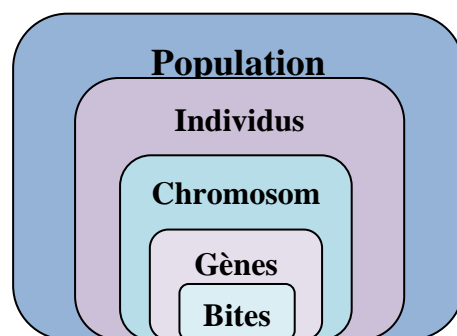 Population
Individus
Chromosom
Gènes
Bites